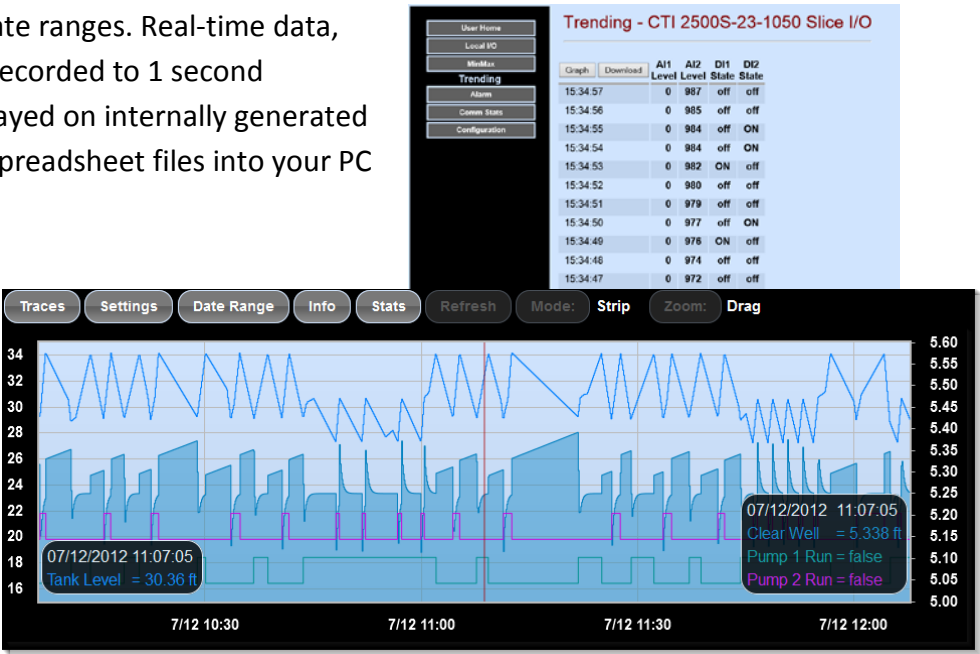 ate ranges. Real-time data,
ecorded to 1 second
ayed on internally generated
preadsheet files into your PC
User Home
Local I/O
MinMax
Trending
Alarm
Comm Stats
Configuration
Trending - CTI 2500S-23-1050 Slice I/O
Graph Download AI1 Level AI2 Level DI1 State DI2 State
15:34:57 0 987 off off
15:34:56 0 985 off off
15:34:55 0 984 off ON
15:34:54 0 984 off ON
15:34:53 0 982 ON off
15:34:52 0 980 off off
15:34:51 0 979 off off
15:34:50 0 977 off ON
15:34:49 0 976 ON off
15:34:48 0 974 off off
15:34:47 0 972 off off
Traces Settings Date Range Info Stats Refresh Mode: Strip Zoom: Drag
34
32
30
28
26
24
22
20
18
16
5.60
5.55
5.50
5.45
5.40
5.35
5.30
5.25
5.20
5.15
5.10
5.05
5.00
07/12/2012 11:07:05
Tank Level = 30.36 ft
07/12/2012 11:07:05
Clear Well = 5.338 ft
Pump 1 Run = false
Pump 2 Run = false
7/12 10:30 7/12 11:00 7/12 11:30 7/12 12:00